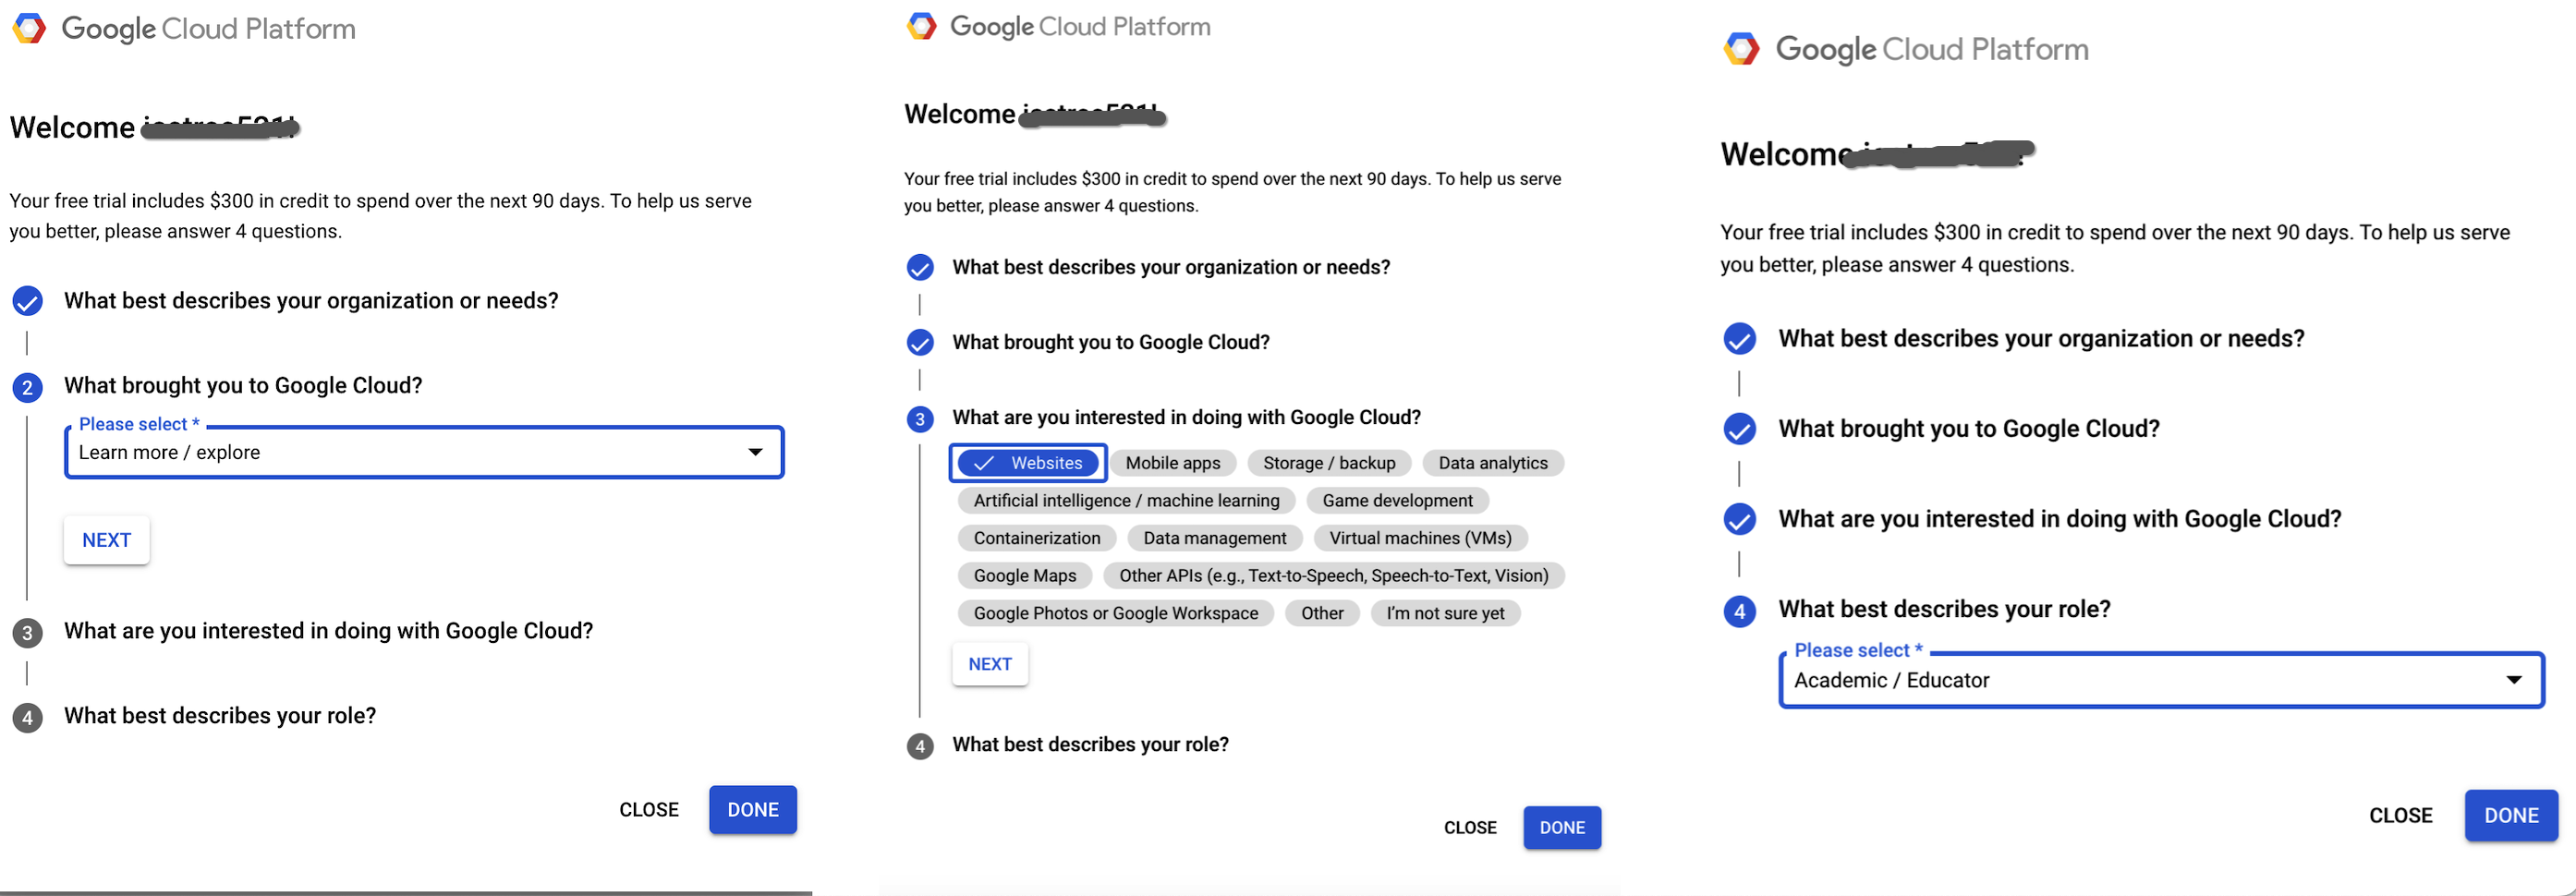 Google Cloud Platform
Welcome
Your free trial includes $300 in credit to spend over the next 90 days. To help us serve
you better, please answer 4 questions.
What best describes your organization or needs?
2 What brought you to Google Cloud?
Please select *
Learn more / explore
NEXT
3 What are you interested in doing with Google Cloud?
4 What best describes your role?
CLOSE DONE
Google Cloud Platform
Welcome
Your free trial includes $300 in credit to spend over the next 90 days. To help us serve
you better, please answer 4 questions.
What best describes your organization or needs?
What brought you to Google Cloud?
3 What are you interested in doing with Google Cloud?
Websites Mobile apps Storage / backup Data analytics
Artificial intelligence / machine learning Game development
Containerization Data management Virtual machines (VMs)
Google Maps Other APIs (e.g., Text-to-Speech, Speech-to-Text, Vision)
Google Photos or Google Workspace Other I'm not sure yet
NEXT
4 What best describes your role?
CLOSE DONE
Google Cloud Platform
Welcome
Your free trial includes $300 in credit to spend over the next 90 days. To help us serve
you better, please answer 4 questions.
What best describes your organization or needs?
What brought you to Google Cloud?
What are you interested in doing with Google Cloud?
4 What best describes your role?
Please select *
Academic / Educator
CLOSE DONE